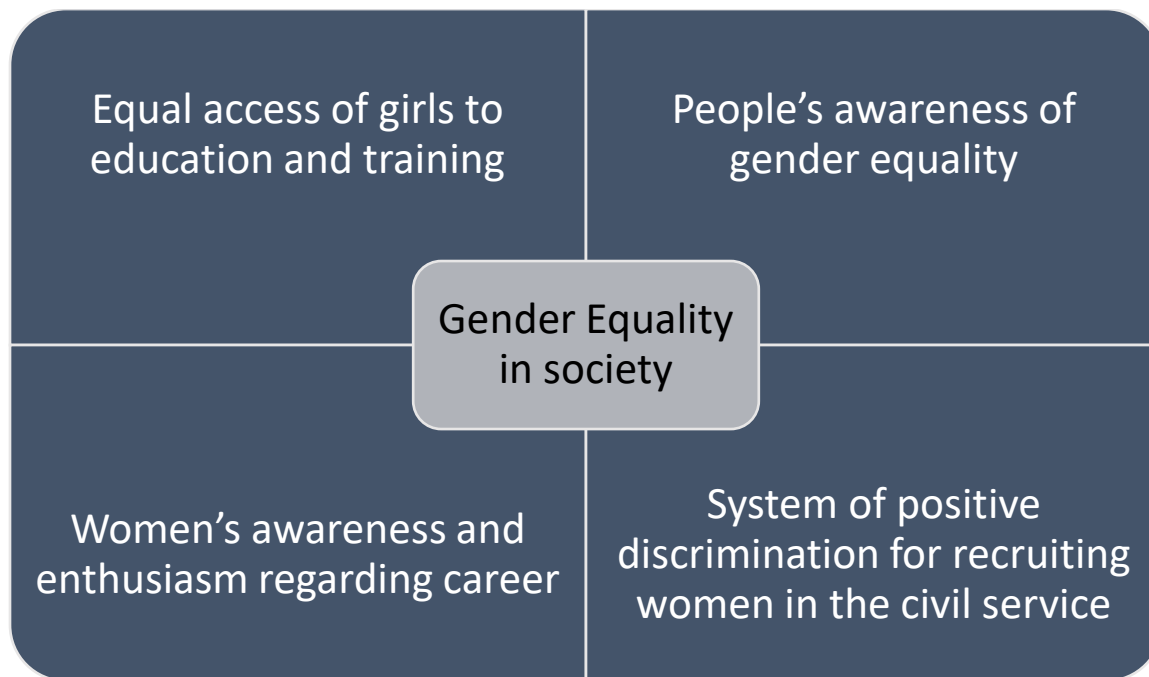 Equal access of girls to
education and training
People’s awareness of
gender equality
Gender Equality
in society
Women’s awareness and
enthusiasm regarding career
System of positive
discrimination for recruiting
women in the civil service